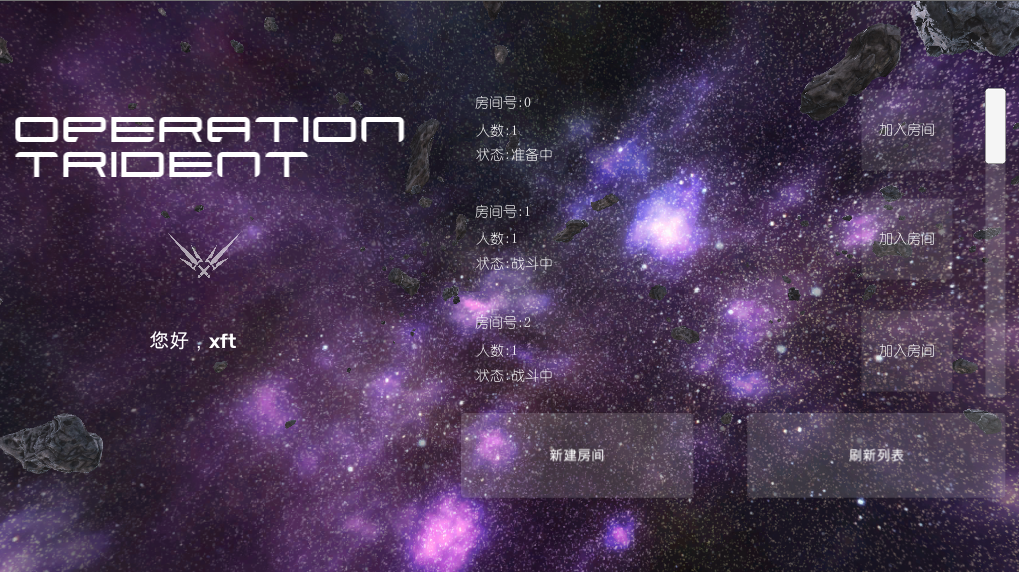 OPERATION
TRIDENT
您好，xft
房间号:0
人数:1
状态:准备中
加入房间
房间号:1
人数:1
状态:战斗中
加入房间
房间号:2
人数:1
状态:战斗中
加入房间
新建房间
刷新列表